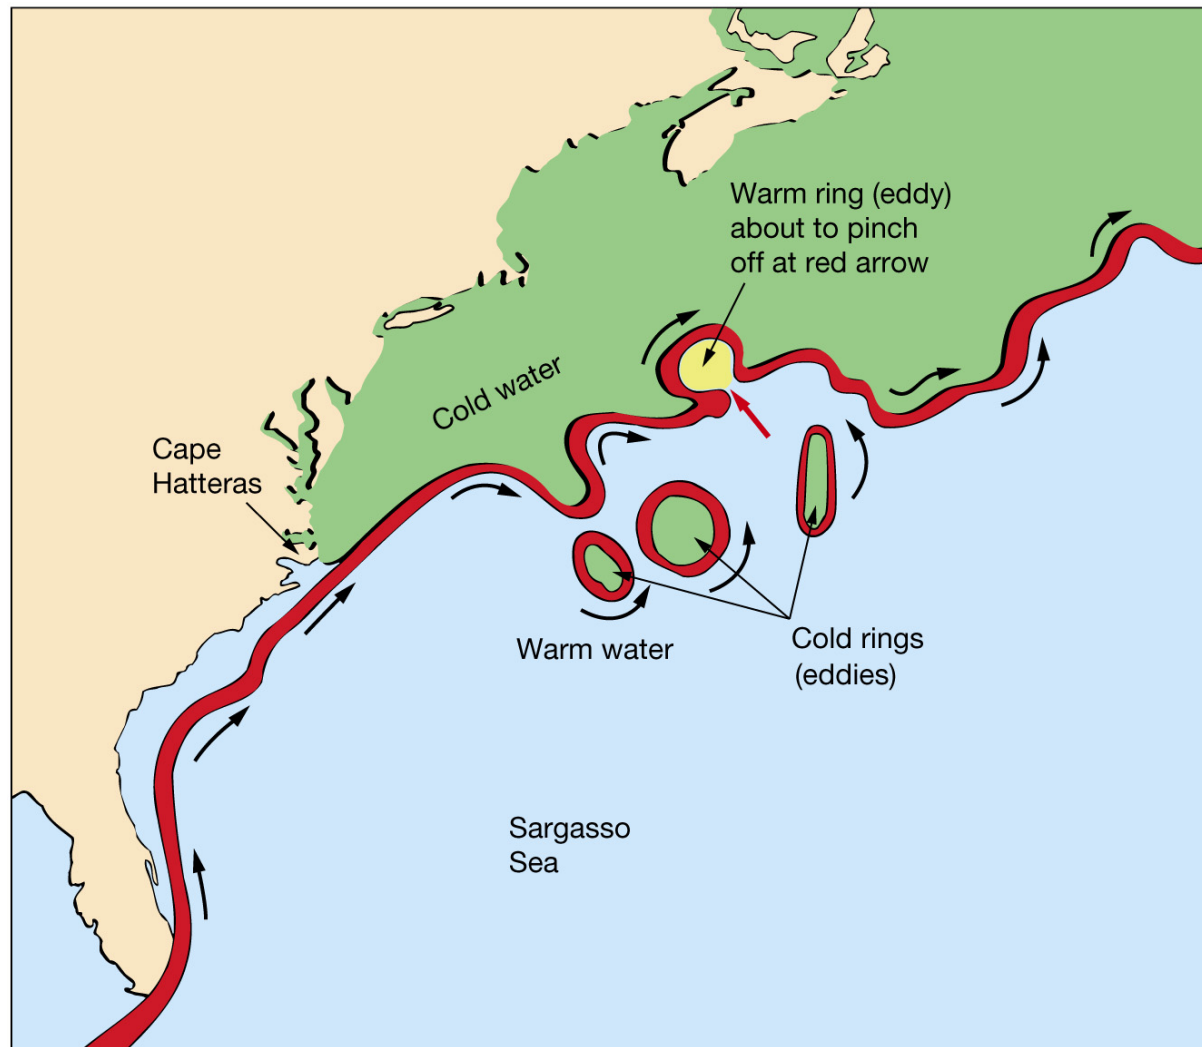 Warm ring (eddy)
about to pinch
off at red arrow
Cold water
Cape
Hatteras
Warm water
Cold rings
(eddies)
Sargasso
Sea